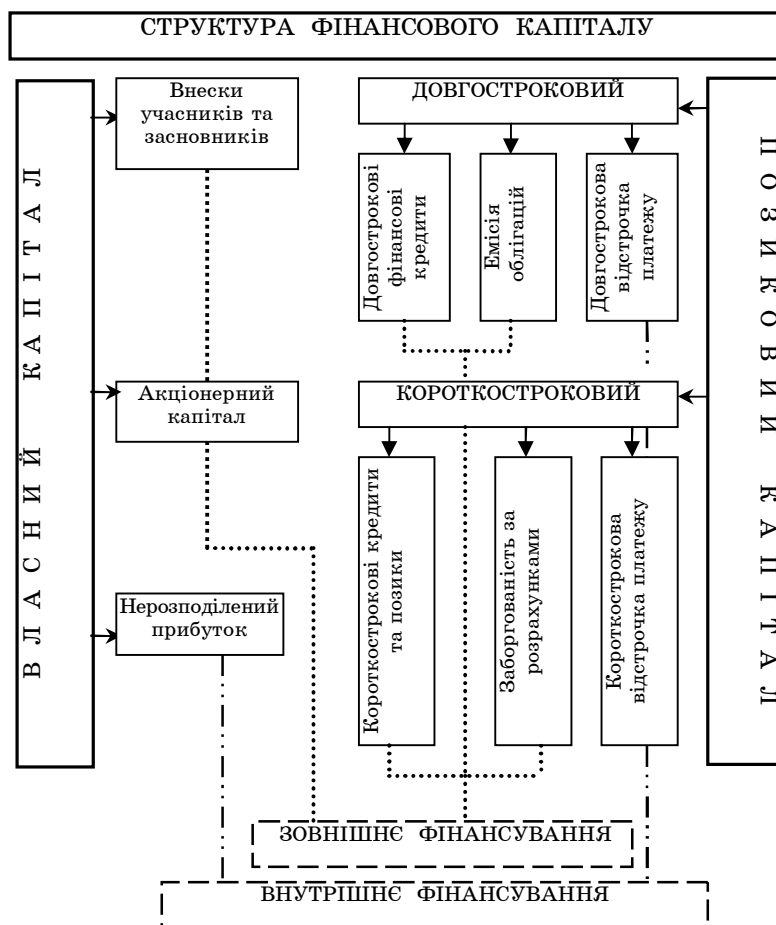 СТРУКТУРА ФІНАНСОВОГО КАПІТАЛУ
ВЛАСНИЙ КАПІТАЛ
Внески
учасників та
засновників
Акціонерний
капітал
Нерозподілений
прибуток
ДОВГОСТРОКОВИЙ
Довгострокові
фінансові
кредити
Емісія
облігацій
Довгострокова
відстрочка
платежу
КОРОТКОСТРОКОВИЙ
Короткострокові кредити
та позики
Заборгованість за
розрахунками
Короткострокова
відстрочка платежу
ПОЗИКОВИЙ КАПІТАЛ
ЗОВНІШНЄ ФІНАНСУВАННЯ
ВНУТРІШНЄ ФІНАНСУВАННЯ